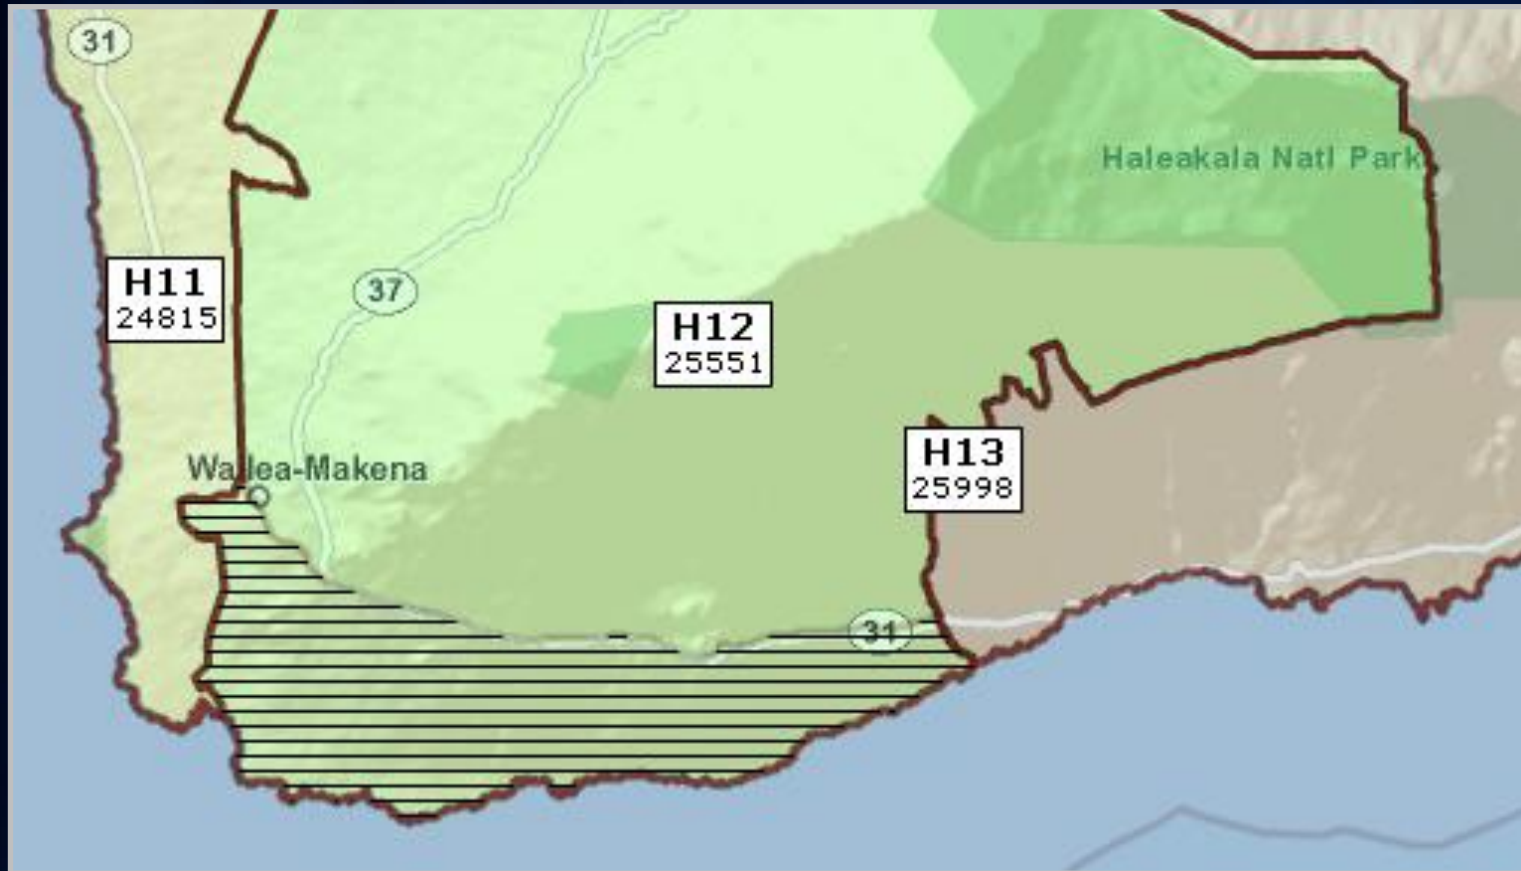 31
Haleakala Natl Park
H11
24815
37
H12
25551
H13
25998
Wailea-Makena
31